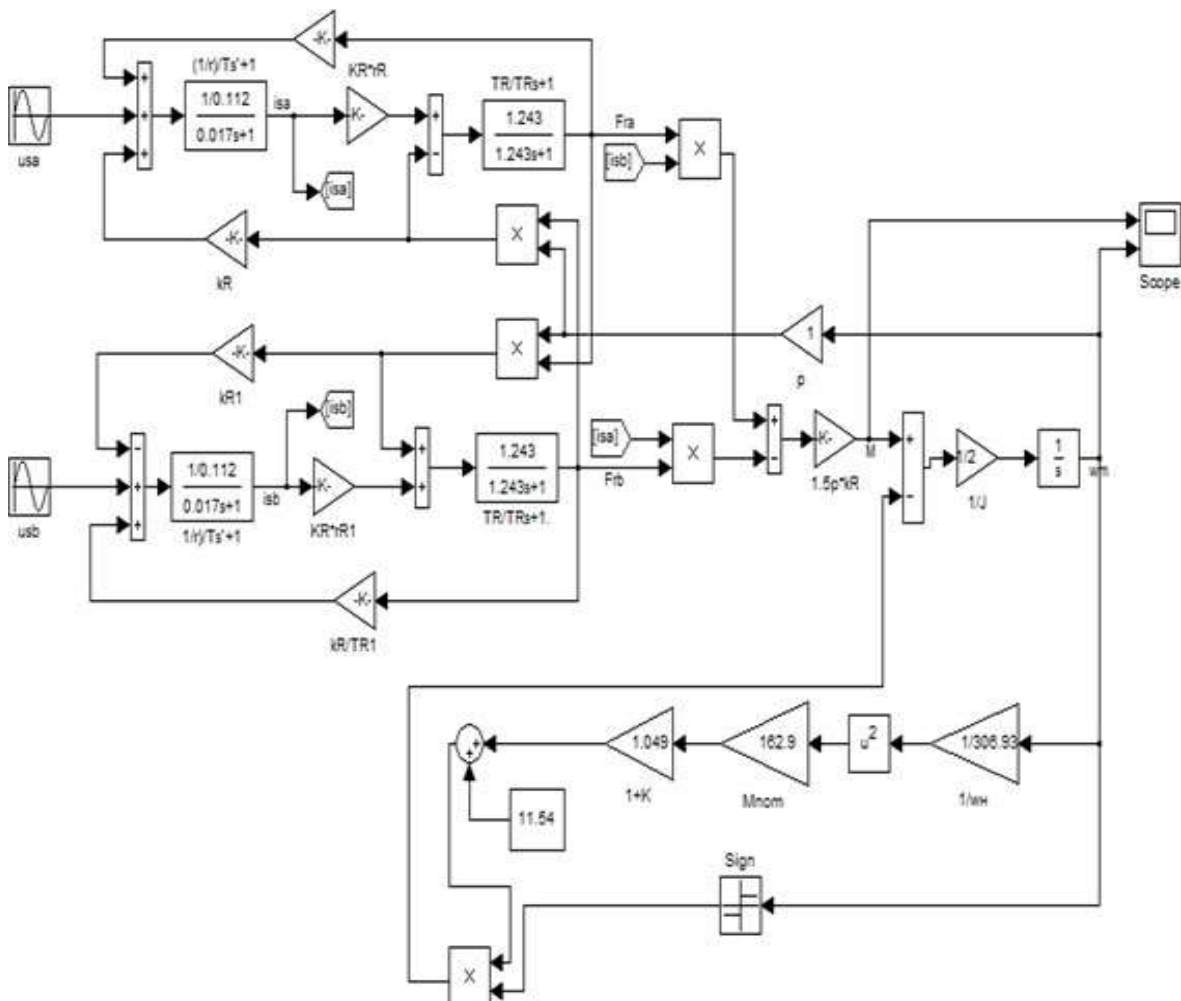 -K-
KR*rR
(1/r)/Ts'+1
TR/TRs+1
+
+
+
1/0.112
0.017s+1
isa
K-
+
−
1.243
1.243s+1
Fra
[isb]
X
usa
[isa]
-K-
kR
X
Scope
X
1
p
-K-
kR1
[isb]
[isa]
X
+
−
-K-
M
1.5p*kR
+
−
1/2
1/J
1
s
wm
−
+
+
1/0.112
0.017s+1
isb
K-
KR*rR1
+
+
1.243
1.243s+1
Frb
TR/TRs+1.
usb
1/r)/Ts'+1
-K-
kR/TR1
+
+
1.049
1+K
162.9
Mnom
u²
1/306.93
1/wн
11.54
Sign
X